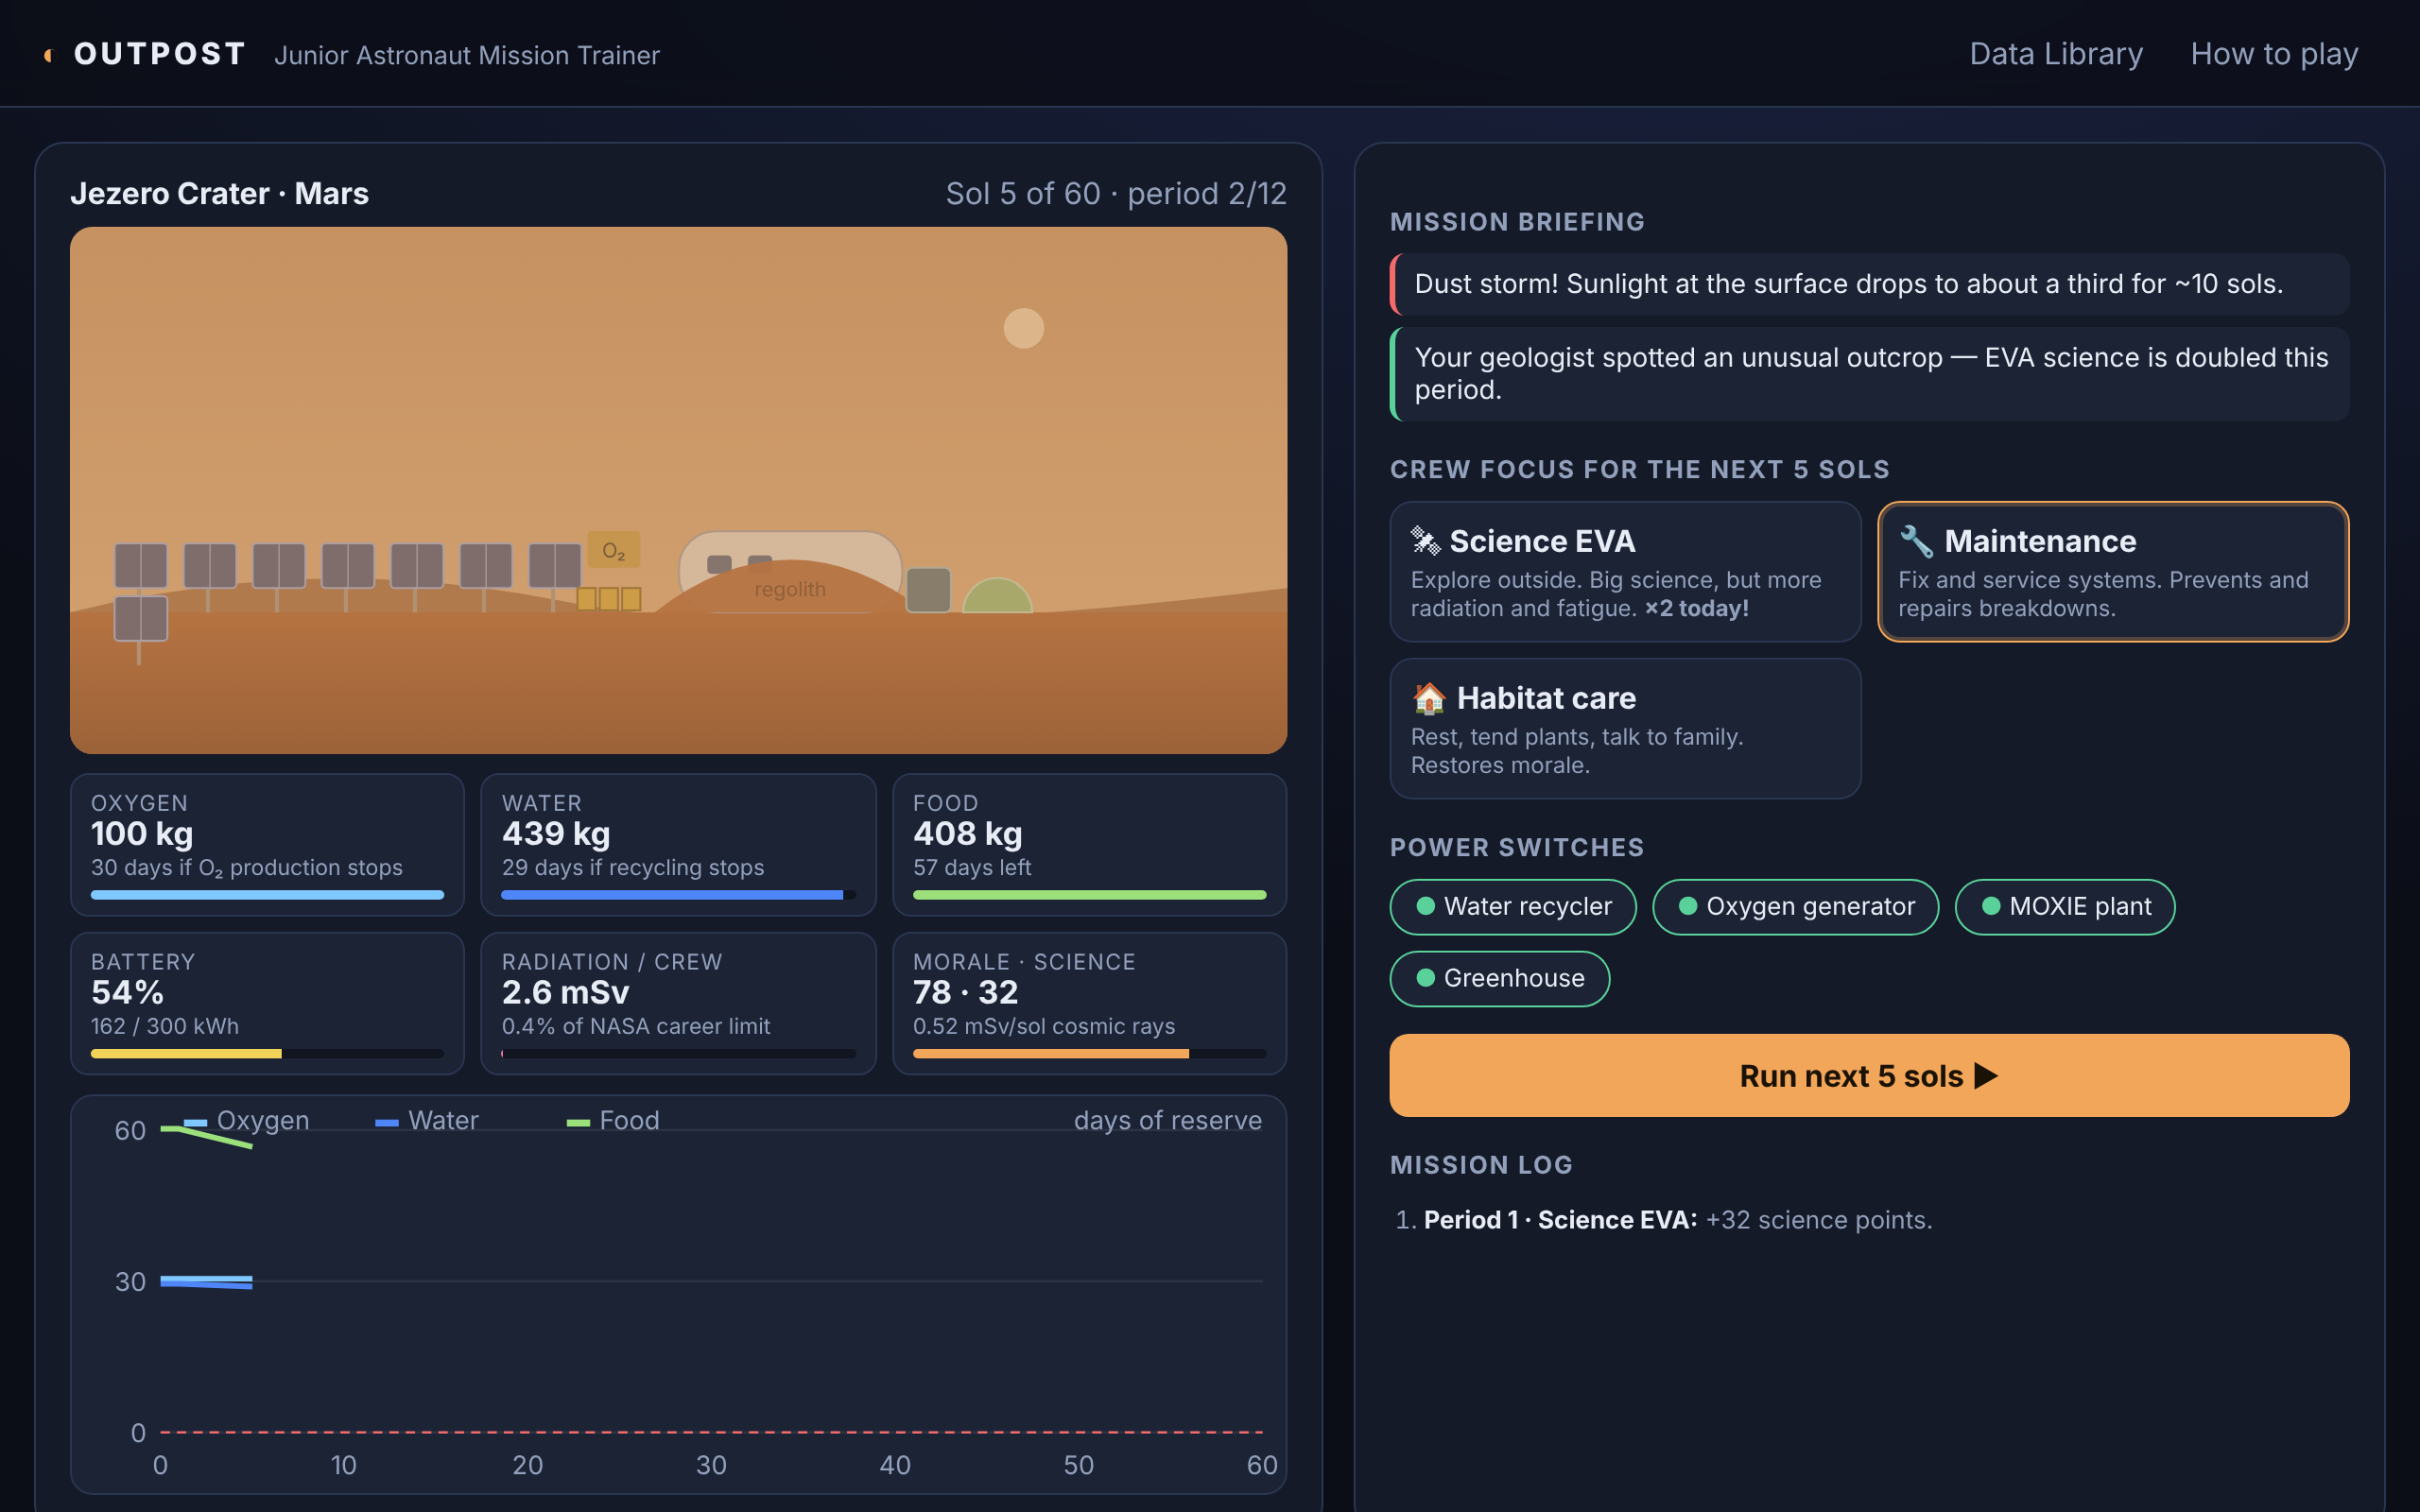 OUTPOST Junior Astronaut Mission Trainer
Data Library How to play
Jezero Crater · Mars
Sol 5 of 60 · period 2/12
O₂
regolith
OXYGEN
100 kg
30 days if O₂ production stops
WATER
439 kg
29 days if recycling stops
FOOD
408 kg
57 days left
BATTERY
54%
162 / 300 kWh
RADIATION / CREW
2.6 mSv
0.4% of NASA career limit
MORALE · SCIENCE
78 · 32
0.52 mSv/sol cosmic rays
Oxygen Water Food days of reserve
60
30
0
0 10 20 30 40 50 60
MISSION BRIEFING
Dust storm! Sunlight at the surface drops to about a third for ~10 sols.
Your geologist spotted an unusual outcrop — EVA science is doubled this
period.
CREW FOCUS FOR THE NEXT 5 SOLS
🛰 Science EVA
Explore outside. Big science, but more
radiation and fatigue. ×2 today!
🔧 Maintenance
Fix and service systems. Prevents and
repairs breakdowns.
🏠 Habitat care
Rest, tend plants, talk to family.
Restores morale.
POWER SWITCHES
Water recycler
Oxygen generator
MOXIE plant
Greenhouse
Run next 5 sols ▶
MISSION LOG
1. Period 1 · Science EVA: +32 science points.